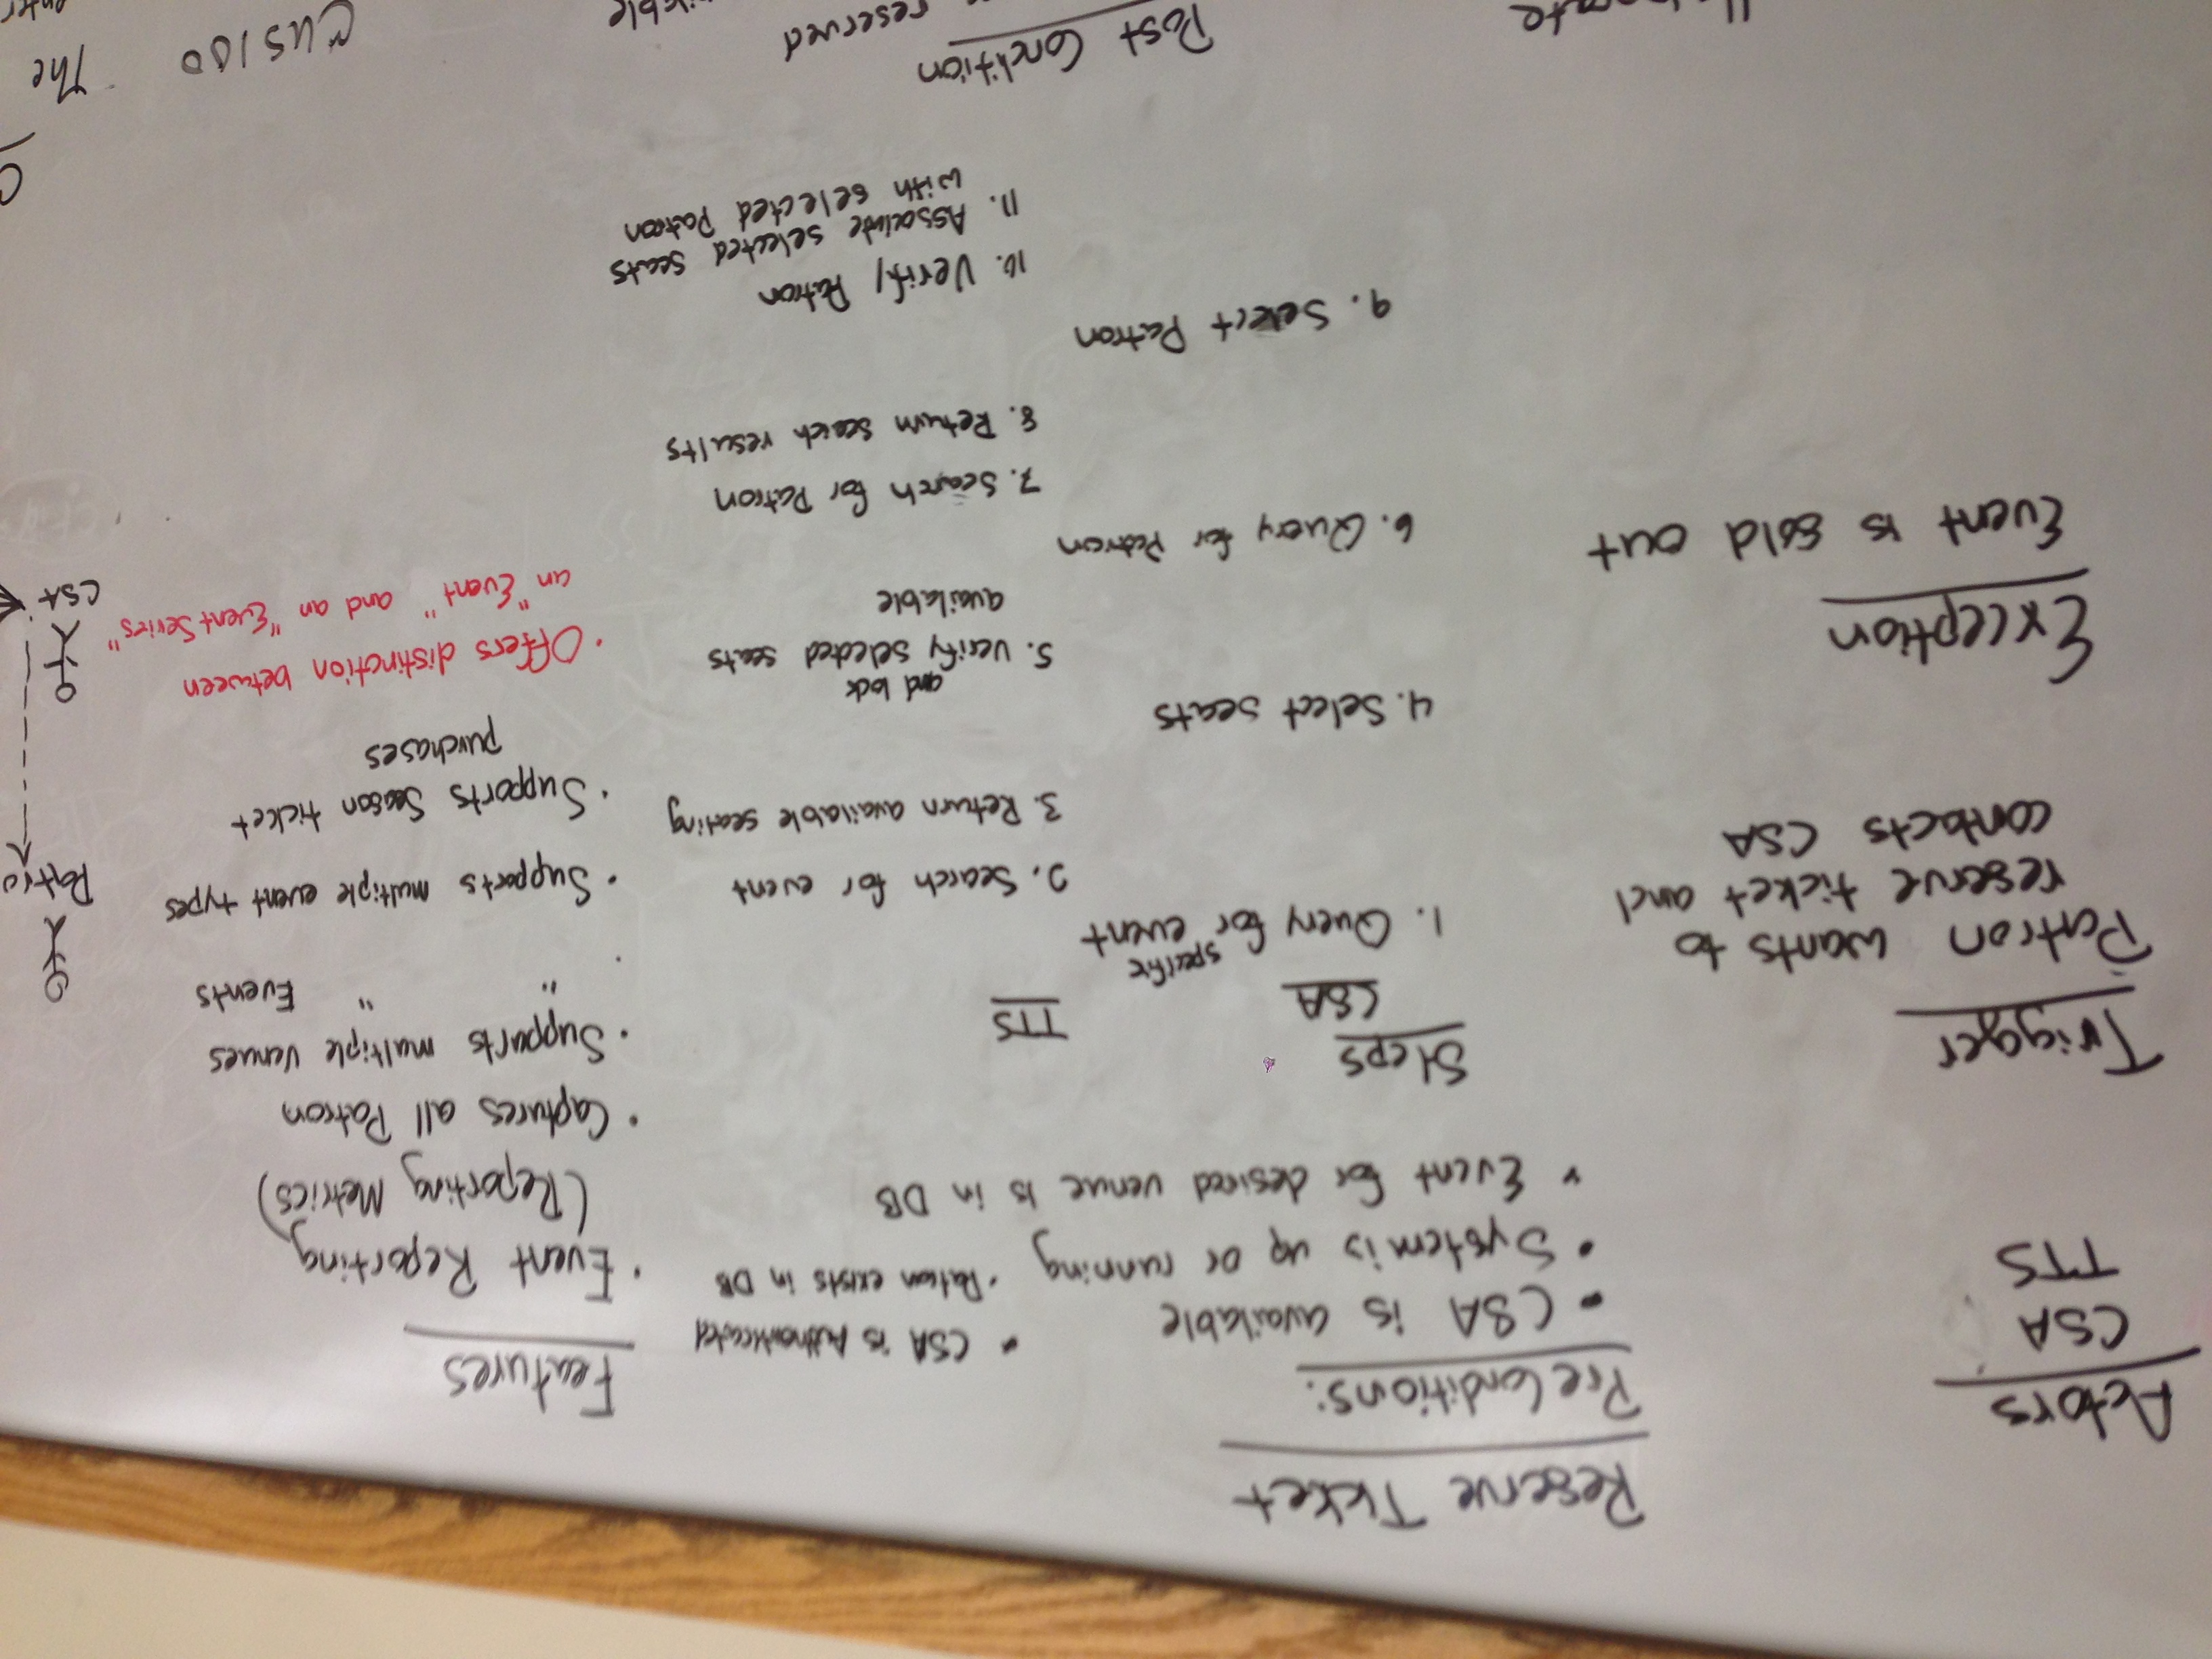 Reserve Ticket
Actors
CSA
TTS
PreConditions:
• CSA is available
• System is up or running
• Event for desired venue is in DB
• CSA is Authenticated
• Patron exists in DB
Trigger
Patron wants to
reserve ticket and
contacts CSA
Exception
Event is sold out
Steps
CSA
TTS
1. Query for specific event
2. Search for event
3. Return available seating
4. Select seats
5. Verify and lock selected seats
available
6. Query for Patron
7. Search for Patron
8. Return search results
9. Select Patron
10. Verify Patron
11. Associate selected seats
with selected Patron
Post Condition
reserved
Features
• Event Reporting
(Reporting Metrics)
• Captures all Patron
• Supports multiple Venues
• " " Events
• Supports multiple event types
• Supports Season ticket
purchases
• Offers distinction between
an "Event" and an "Event Series"
Patro
CSA
CUS100
The